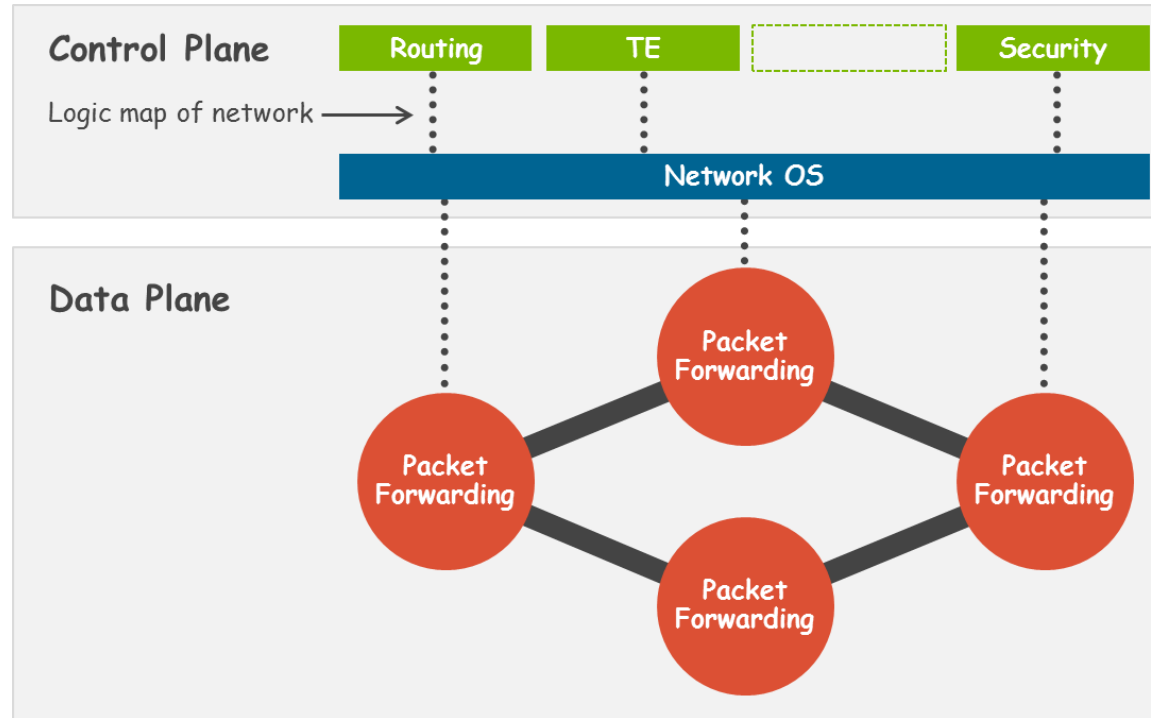 Control Plane
Routing
TE
Security
Logic map of network
Network OS
Data Plane
Packet
Forwarding
Packet
Forwarding
Packet
Forwarding
Packet
Forwarding